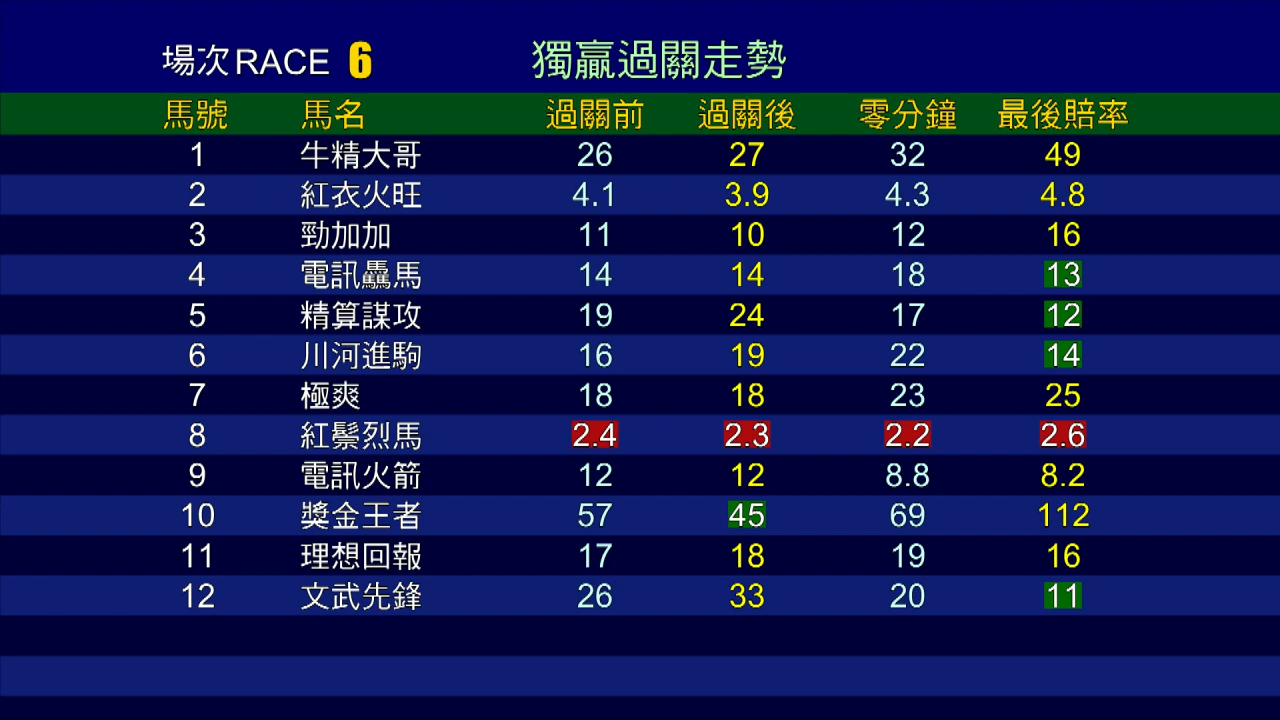 場次RACE 6 獨贏過關走勢
馬號 馬名 過關前 過關後 零分鐘 最後賠率
1 牛精大哥 26 27 32 49
2 紅衣火旺 4.1 3.9 4.3 4.8
3 勁加加 11 10 12 16
4 電訊驫馬 14 14 18 13
5 精算謀攻 19 24 17 12
6 川河進駒 16 19 22 14
7 極爽 18 18 23 25
8 紅鬃烈馬 2.4 2.3 2.2 2.6
9 電訊火箭 12 12 8.8 8.2
10 獎金王者 57 45 69 112
11 理想回報 17 18 19 16
12 文武先鋒 26 33 20 11